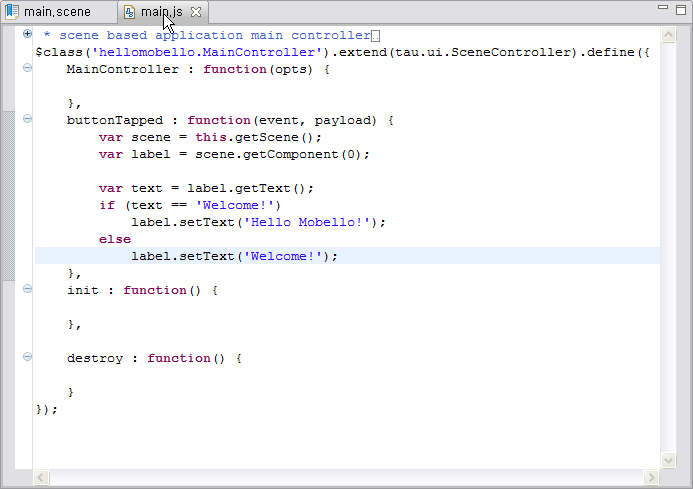 main.scene
main.js
* scene based application main controller
$class('hellomobello.MainController').extend(tau.ui.SceneController).define({
    MainController : function(opts) {

    },
    buttonTapped : function(event, payload) {
        var scene = this.getScene();
        var label = scene.getComponent(0);

        var text = label.getText();
        if (text == 'Welcome!')
            label.setText('Hello Mobello!');
        else
            label.setText('Welcome!');
    },
    init : function() {

    },

    destroy : function() {

    }
});